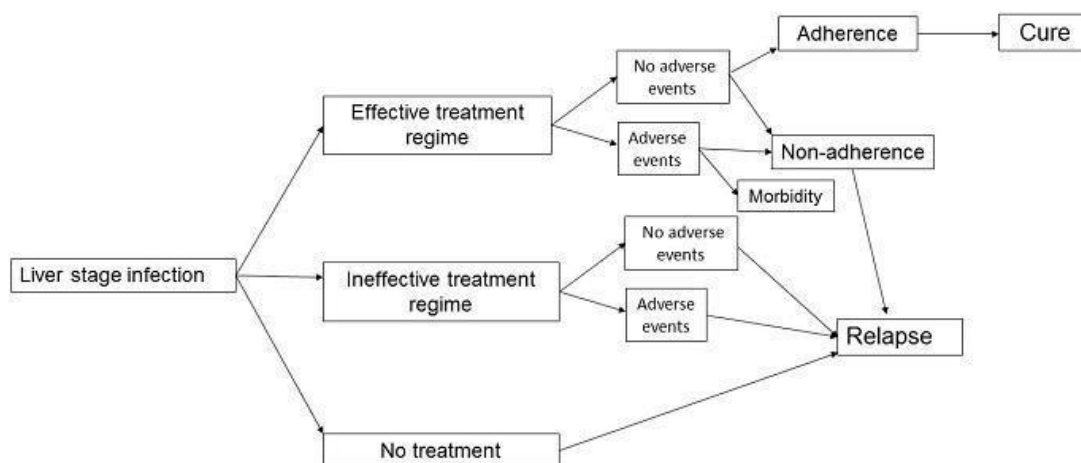 Adherence
Cure
No adverse
events
Effective treatment
regime
Adverse
events
Non-adherence
Morbidity
No adverse
events
Liver stage infection
Ineffective treatment
regime
Adverse
events
Relapse
No treatment